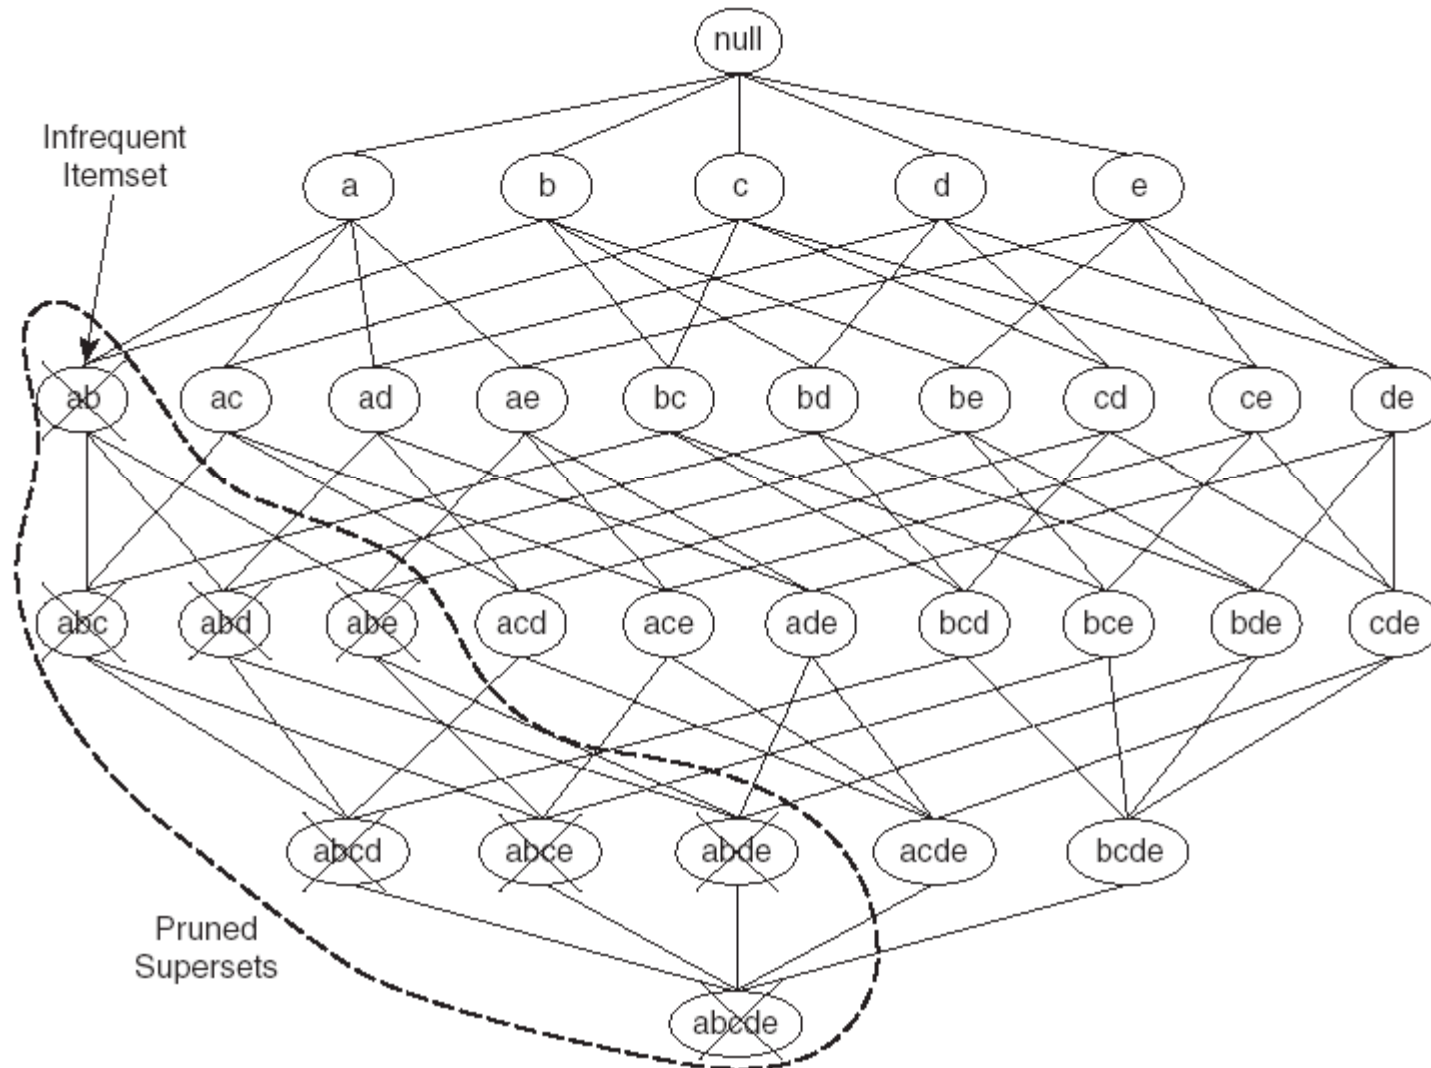 null
Infrequent
Itemset
a b c d e
ab ac ad ae bc bd be cd ce de
abc abd abe acd ace ade bcd bce bde cde
abcd abce abde acde bcde
Pruned
Supersets
abcde